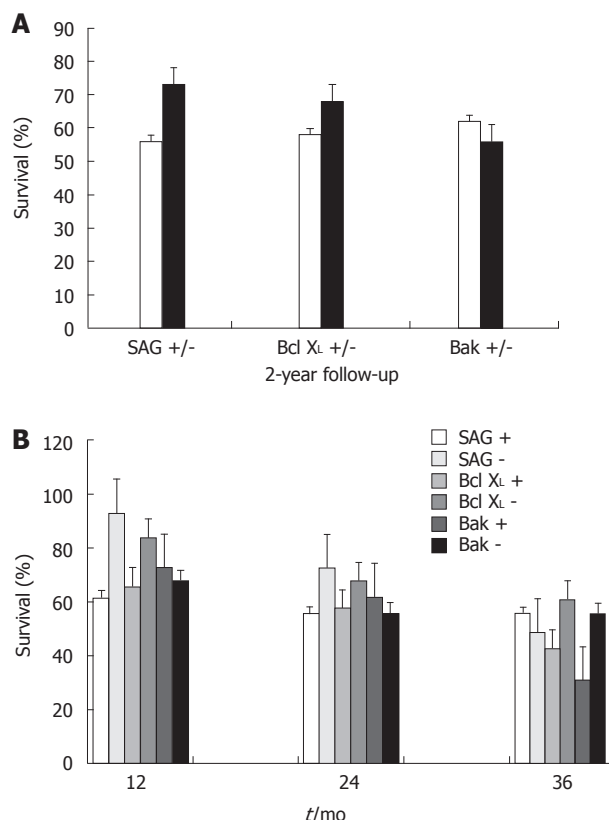 A
90
80
70
60
50
40
30
20
10
0
Survival (%)
SAG +/- Bcl XL +/- Bak +/-
2-year follow-up
B
120
100
80
60
40
20
0
Survival (%)
SAG +
SAG -
Bcl XL +
Bcl XL -
Bak +
Bak -
12 24 36
t/mo